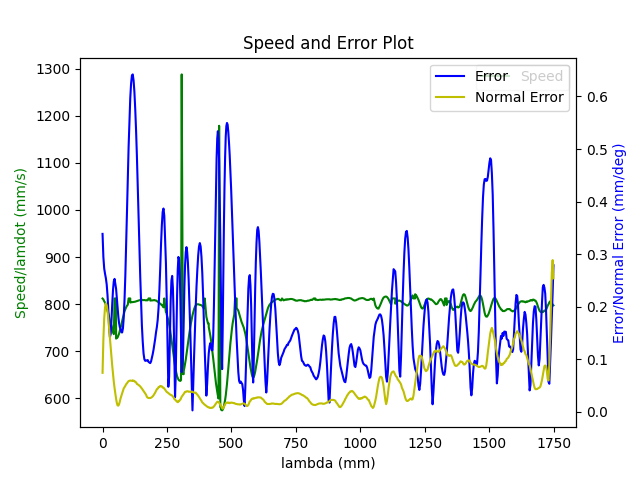 Speed and Error Plot
Speed/lamdot (mm/s)
1300
1200
1100
1000
900
800
700
600
Error Speed
Normal Error
0.6
0.5
0.4
0.3
0.2
0.1
0.0
Error/Normal Error (mm/deg)
0 250 500 750 1000 1250 1500 1750
lambda (mm)